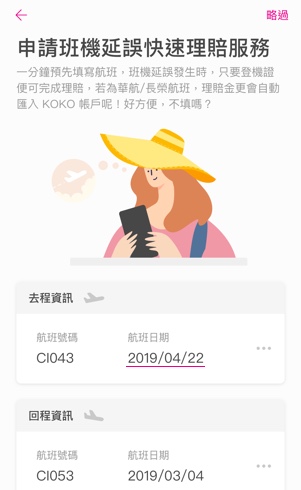 略過
申請班機延誤快速理賠服務
一分鐘預先填寫航班，班機延誤發生時，只要登機證
便可完成理賠，若為華航/長榮航班，理賠金更會自動
匯入 KOKO 帳戶呢！好方便，不填嗎？
去程資訊
航班號碼 航班日期
CI043 2019/04/22
回程資訊
航班號碼 航班日期
CI053 2019/03/04